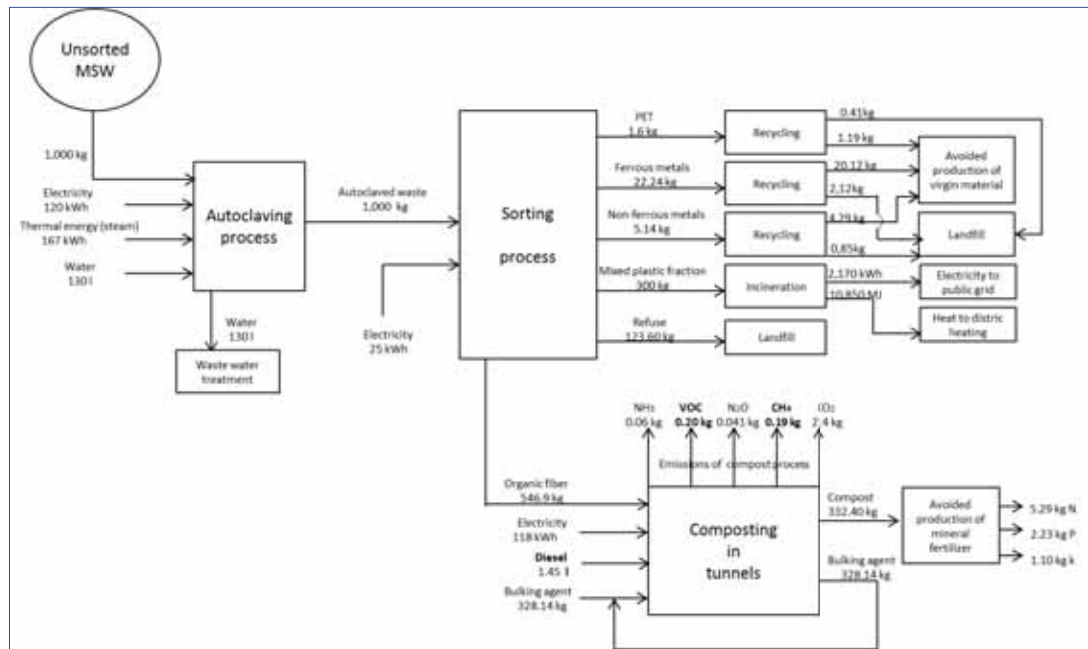 Unsorted
MSW
1,000 kg
Electricity
120 kWh
Thermal energy (steam)
167 kWh
Water
130 l
Autoclaving
process
Water
130 l
Waste water
treatment
Autoclaved waste
1,000 kg
Electricity
25 kWh
Sorting
process
PET
1.6 kg
Ferrous metals
22,24 kg
Non-ferrous metals
5.14 kg
Mixed plastic fraction
300 kg
Refuse
123.60 kg
Recycling
Recycling
Recycling
Incineration
Landfill
0.41kg
1.19 kg
20,12 kg
2,12kg
4.29 kg
0,85kg
2,170 kWh
10,850 MJ
Avoided
production of
virgin material
Landfill
Electricity to
public grid
Heat to distric
heating
NH₃
0.06 kg
VOC
0.20 kg
N₂O
0.041 kg
CH₄
0.19 kg
2.4 kg
Emissions of compost process
Organic fiber
546.9 kg
Electricity
118 kWh
Diesel
1.45 l
Bulking agent
328.14 kg
Composting
in
tunnels
Compost
332.40 kg
Bulking agent
328.14 kg
Avoided
production of
mineral
fertilizer
5.29 kg N
2.23 kg P
1.10 kg k